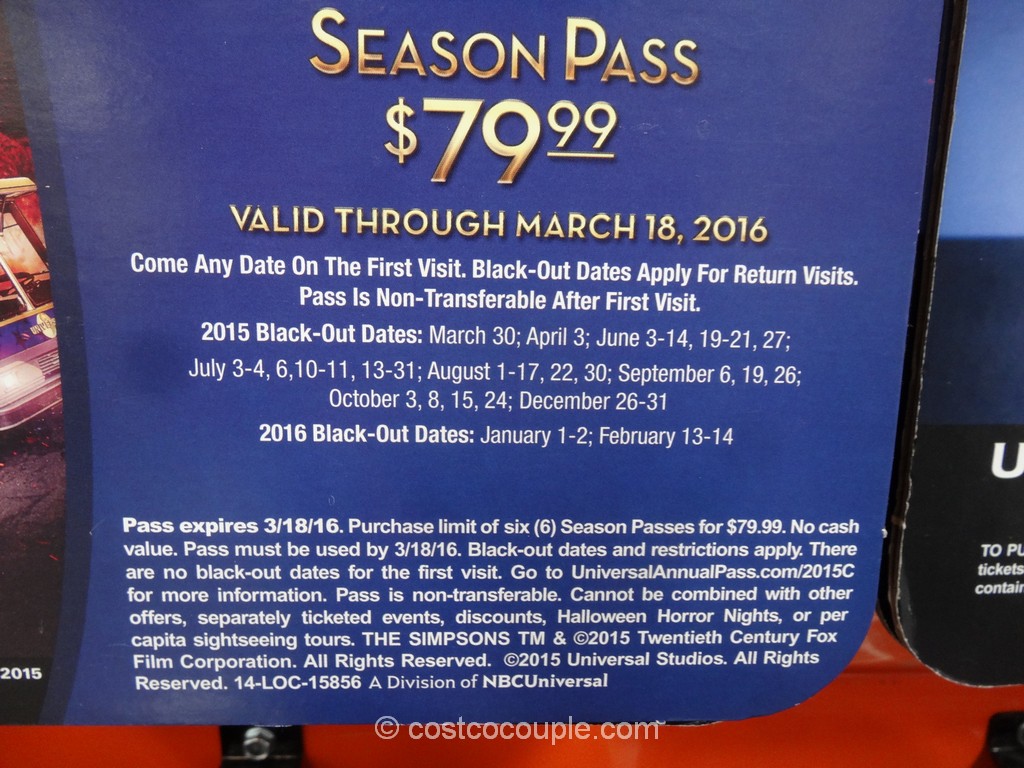 SEASON PASS
$79.99
VALID THROUGH MARCH 18, 2016
Come Any Date On The First Visit. Black-Out Dates Apply For Return Visits.
Pass Is Non-Transferable After First Visit.
2015 Black-Out Dates: March 30; April 3; June 3-14, 19-21, 27;
July 3-4, 6,10-11, 13-31; August 1-17, 22, 30; September 6, 19, 26;
October 3, 8, 15, 24; December 26-31
2016 Black-Out Dates: January 1-2; February 13-14
Pass expires 3/18/16. Purchase limit of six (6) Season Passes for $79.99. No cash
value. Pass must be used by 3/18/16. Black-out dates and restrictions apply. There
are no black-out dates for the first visit. Go to UniversalAnnualPass.com/2015C
for more information. Pass is non-transferable. Cannot be combined with other
offers, separately ticketed events, discounts, Halloween Horror Nights, or per
capita sightseeing tours. THE SIMPSONS TM & ©2015 Twentieth Century Fox
Film Corporation. All Rights Reserved. ©2015 Universal Studios. All Rights
Reserved. 14-LOC-15856 A Division of NBCUniversal
2015
U
TO PU
tickets
contain
© costcocouple.com